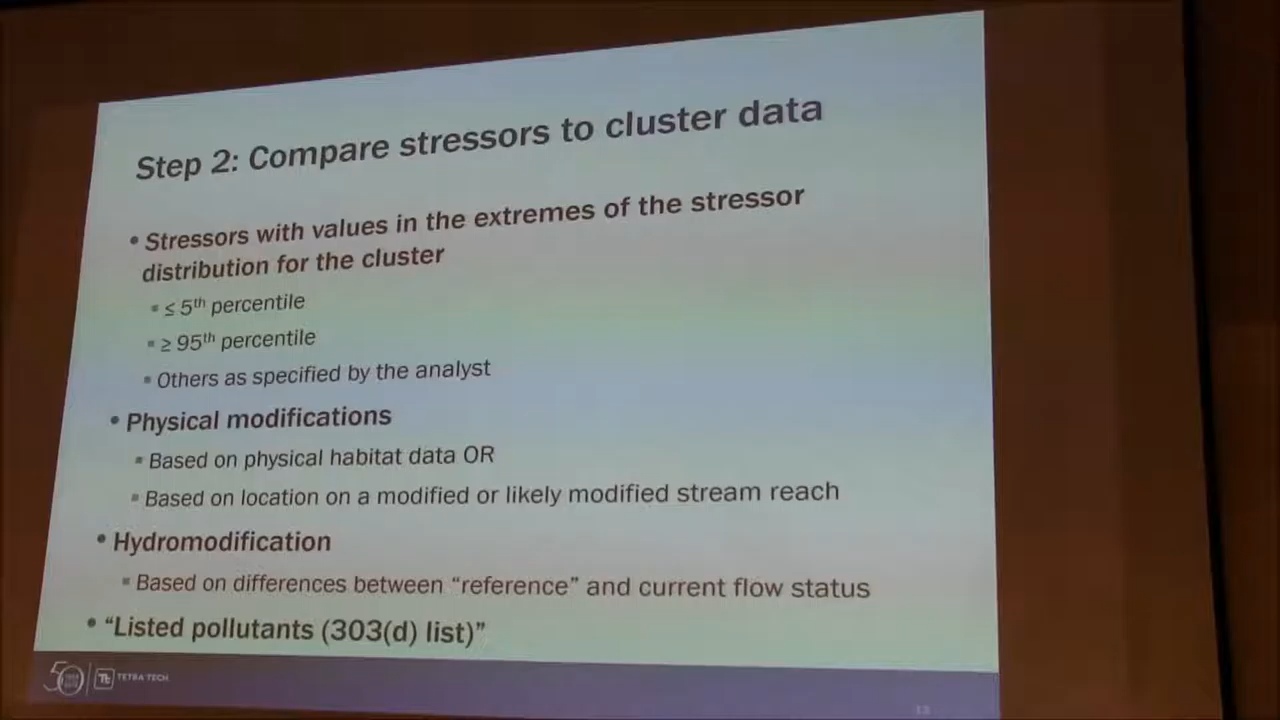 Step 2: Compare stressors to cluster data
• Stressors with values in the extremes of the stressor
distribution for the cluster
▪ ≤ 5th percentile
▪ ≥ 95th percentile
▪ Others as specified by the analyst
• Physical modifications
▪ Based on physical habitat data OR
▪ Based on location on a modified or likely modified stream reach
• Hydromodification
▪ Based on differences between “reference” and current flow status
• “Listed pollutants (303(d) list)”
50
Tt TETRA TECH